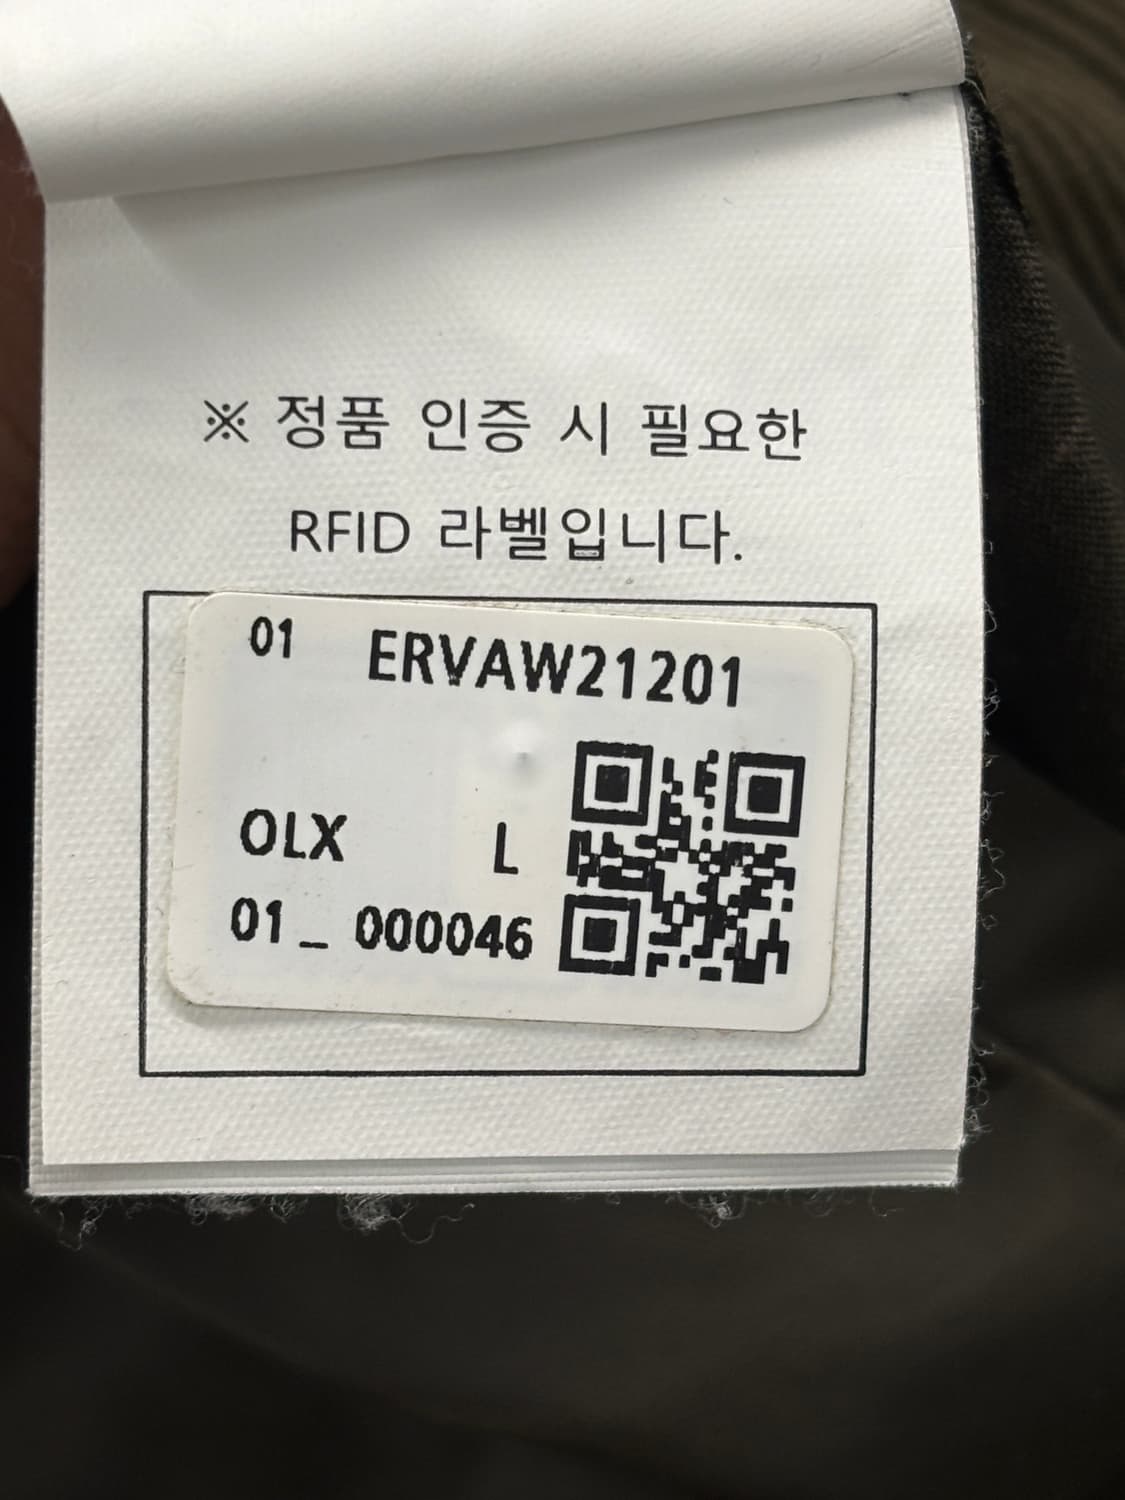 ※ 정품 인증 시 필요한
RFID 라벨입니다.
01 ERVAW21201
OLX L
01_ 000046